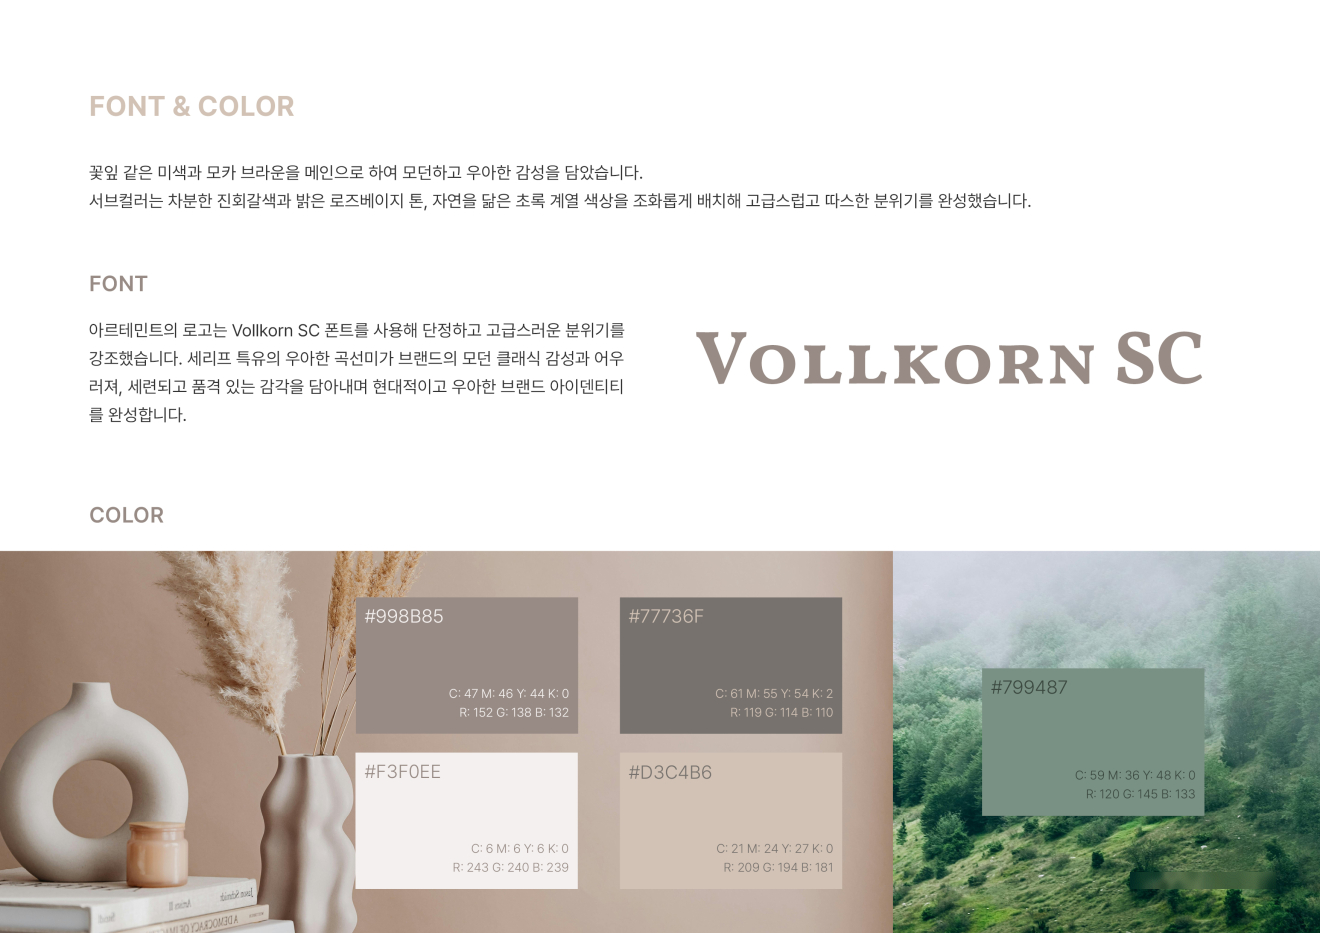 FONT & COLOR
꽃잎 같은 미색과 모카 브라운을 메인으로 하여 모던하고 우아한 감성을 담았습니다.
서브컬러는 차분한 진회갈색과 밝은 로즈베이지 톤, 자연을 닮은 초록 계열 색상을 조화롭게 배치해 고급스럽고 따스한 분위기를 완성했습니다.
FONT
아르테민트의 로고는 Vollkorn SC 폰트를 사용해 단정하고 고급스러운 분위기를
강조했습니다. 세리프 특유의 우아한 곡선미가 브랜드의 모던 클래식 감성과 어우
러져, 세련되고 품격 있는 감각을 담아내며 현대적이고 우아한 브랜드 아이덴티티
를 완성합니다.
VOLLKORN SC
COLOR
#998B85
C: 47 M: 46 Y: 44 K: 0
R: 152 G: 138 B: 132
#77736F
C: 61 M: 55 Y: 54 K: 2
R: 119 G: 114 B: 110
#F3F0EE
C: 6 M: 6 Y: 6 K: 0
R: 243 G: 240 B: 239
#D3C4B6
C: 21 M: 24 Y: 27 K: 0
R: 209 G: 194 B: 181
#799487
C: 59 M: 36 Y: 48 K: 0
R: 120 G: 145 B: 133